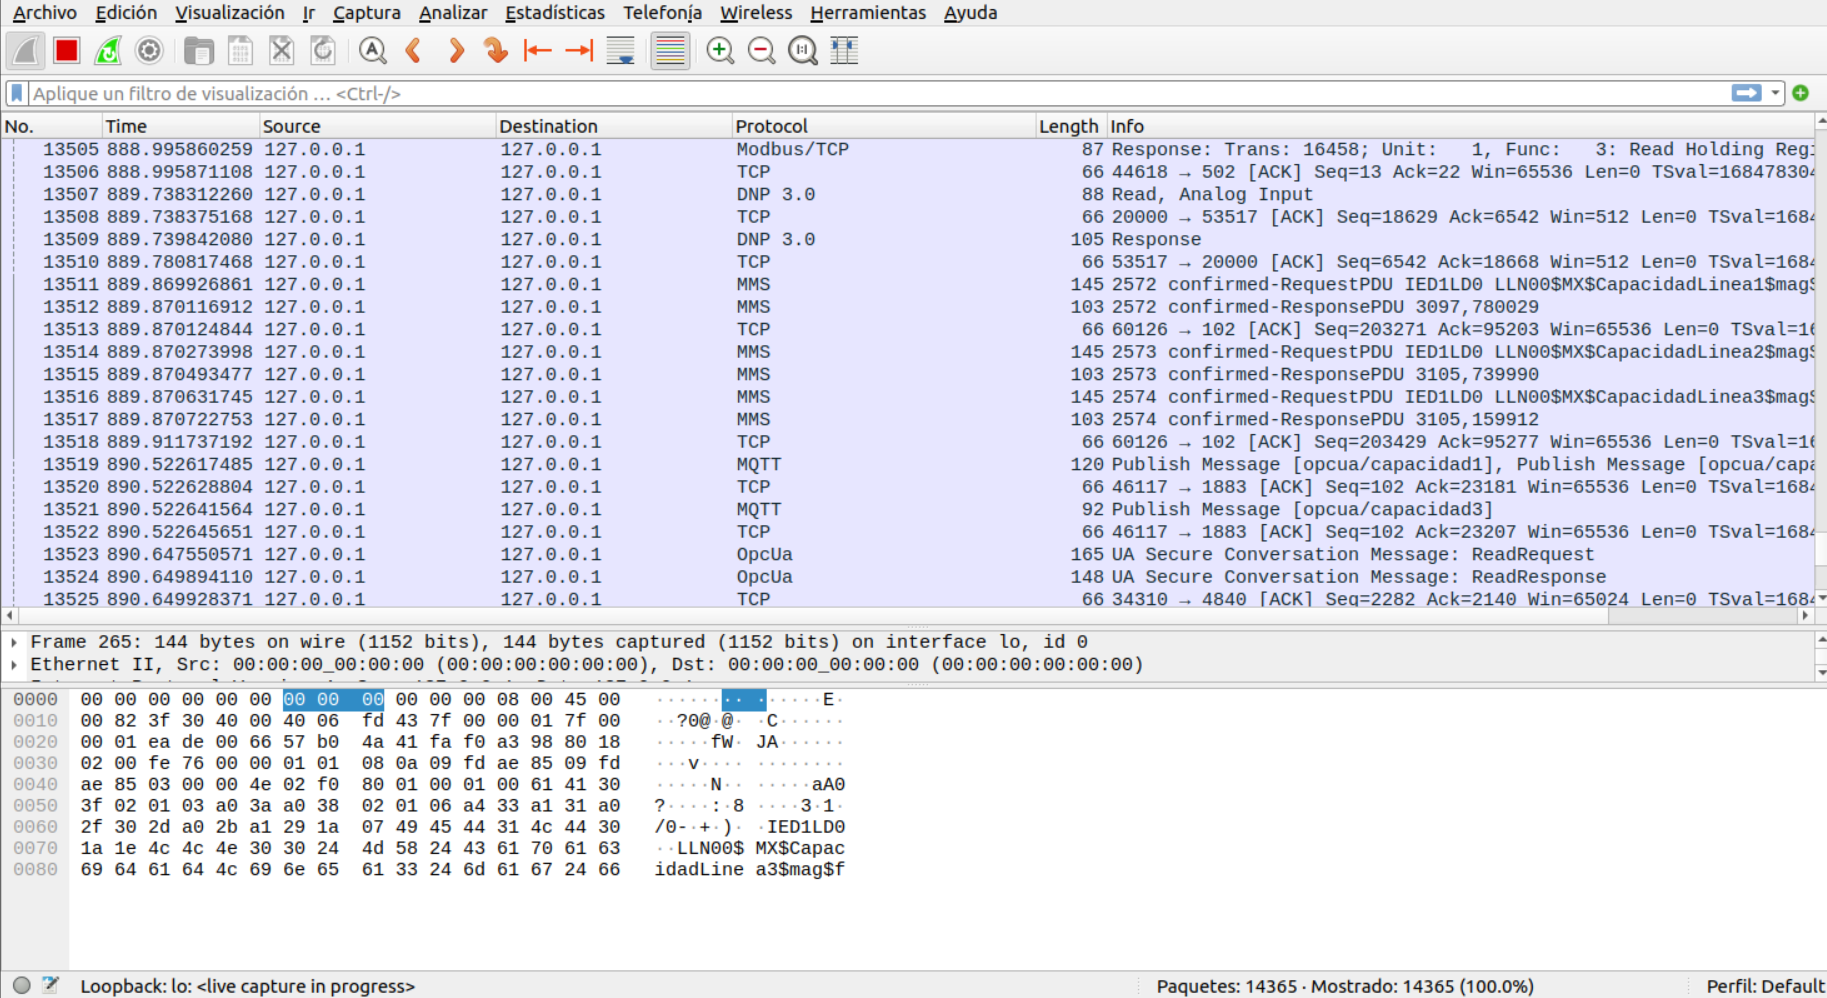 Archivo Edición Visualización Ir Captura Analizar Estadísticas Telefonía Wireless Herramientas Ayuda
Aplique un filtro de visualización … <Ctrl-/>
No. Time Source Destination Protocol Length Info
13505 888.995860259 127.0.0.1 127.0.0.1 Modbus/TCP 87 Response: Trans: 16458; Unit: 1, Func: 3: Read Holding Regi
13506 888.995871108 127.0.0.1 127.0.0.1 TCP 66 44618 → 502 [ACK] Seq=13 Ack=22 Win=65536 Len=0 TSval=168478304
13507 889.738312260 127.0.0.1 127.0.0.1 DNP 3.0 88 Read, Analog Input
13508 889.738375168 127.0.0.1 127.0.0.1 TCP 66 20000 → 53517 [ACK] Seq=18629 Ack=6542 Win=512 Len=0 TSval=1684
13509 889.739842080 127.0.0.1 127.0.0.1 DNP 3.0 105 Response
13510 889.780817468 127.0.0.1 127.0.0.1 TCP 66 53517 → 20000 [ACK] Seq=6542 Ack=18668 Win=512 Len=0 TSval=1684
13511 889.869926861 127.0.0.1 127.0.0.1 MMS 145 2572 confirmed-RequestPDU IED1LD0 LLN00$MX$CapacidadLinea1$mag$
13512 889.870116912 127.0.0.1 127.0.0.1 MMS 103 2572 confirmed-ResponsePDU 3097,780029
13513 889.870124844 127.0.0.1 127.0.0.1 TCP 66 60126 → 102 [ACK] Seq=203271 Ack=95203 Win=65536 Len=0 TSval=16
13514 889.870273998 127.0.0.1 127.0.0.1 MMS 145 2573 confirmed-RequestPDU IED1LD0 LLN00$MX$CapacidadLinea2$mag$
13515 889.870493477 127.0.0.1 127.0.0.1 MMS 103 2573 confirmed-ResponsePDU 3105,739990
13516 889.870631745 127.0.0.1 127.0.0.1 MMS 145 2574 confirmed-RequestPDU IED1LD0 LLN00$MX$CapacidadLinea3$mag$
13517 889.870722753 127.0.0.1 127.0.0.1 MMS 103 2574 confirmed-ResponsePDU 3105,159912
13518 889.911737192 127.0.0.1 127.0.0.1 TCP 66 60126 → 102 [ACK] Seq=203429 Ack=95277 Win=65536 Len=0 TSval=16
13519 890.522617485 127.0.0.1 127.0.0.1 MQTT 120 Publish Message [opcua/capacidad1], Publish Message [opcua/capa
13520 890.522628804 127.0.0.1 127.0.0.1 TCP 66 46117 → 1883 [ACK] Seq=102 Ack=23181 Win=65536 Len=0 TSval=1684
13521 890.522641564 127.0.0.1 127.0.0.1 MQTT 92 Publish Message [opcua/capacidad3]
13522 890.522645651 127.0.0.1 127.0.0.1 TCP 66 46117 → 1883 [ACK] Seq=102 Ack=23207 Win=65536 Len=0 TSval=1684
13523 890.647550571 127.0.0.1 127.0.0.1 OpcUa 165 UA Secure Conversation Message: ReadRequest
13524 890.649894110 127.0.0.1 127.0.0.1 OpcUa 148 UA Secure Conversation Message: ReadResponse
13525 890.649928371 127.0.0.1 127.0.0.1 TCP 66 34310 → 4840 [ACK] Seq=2282 Ack=2140 Win=65024 Len=0 TSval=1684
Frame 265: 144 bytes on wire (1152 bits), 144 bytes captured (1152 bits) on interface lo, id 0
Ethernet II, Src: 00:00:00_00:00:00 (00:00:00:00:00:00), Dst: 00:00:00_00:00:00 (00:00:00:00:00:00)
0000 00 00 00 00 00 00 00 00 00 00 00 00 08 00 45 00 ··············E·
0010 00 82 3f 30 40 00 40 06 fd 43 7f 00 00 01 7f 00 ··?0@·@· ·C······
0020 00 01 ea de 00 66 57 b0 4a 41 fa f0 a3 98 80 18 ·····fW· JA······
0030 02 00 fe 76 00 00 01 01 08 0a 09 fd ae 85 09 fd ···v···· ········
0040 ae 85 03 00 00 4e 02 f0 80 01 00 01 00 61 41 30 ·····N·· ·····aA0
0050 3f 02 01 03 a0 3a a0 38 02 01 06 a4 33 a1 31 a0 ?····:·8 ····3·1·
0060 2f 30 2d a0 2b a1 29 1a 07 49 45 44 31 4c 44 30 /0-·+·)· ·IED1LD0
0070 1a 1e 4c 4c 4e 30 30 24 4d 58 24 43 61 70 61 63 ··LLN00$ MX$Capac
0080 69 64 61 64 4c 69 6e 65 61 33 24 6d 61 67 24 66 idadLine a3$mag$f
Loopback: lo: <live capture in progress> Paquetes: 14365 · Mostrado: 14365 (100.0%) Perfil: Default